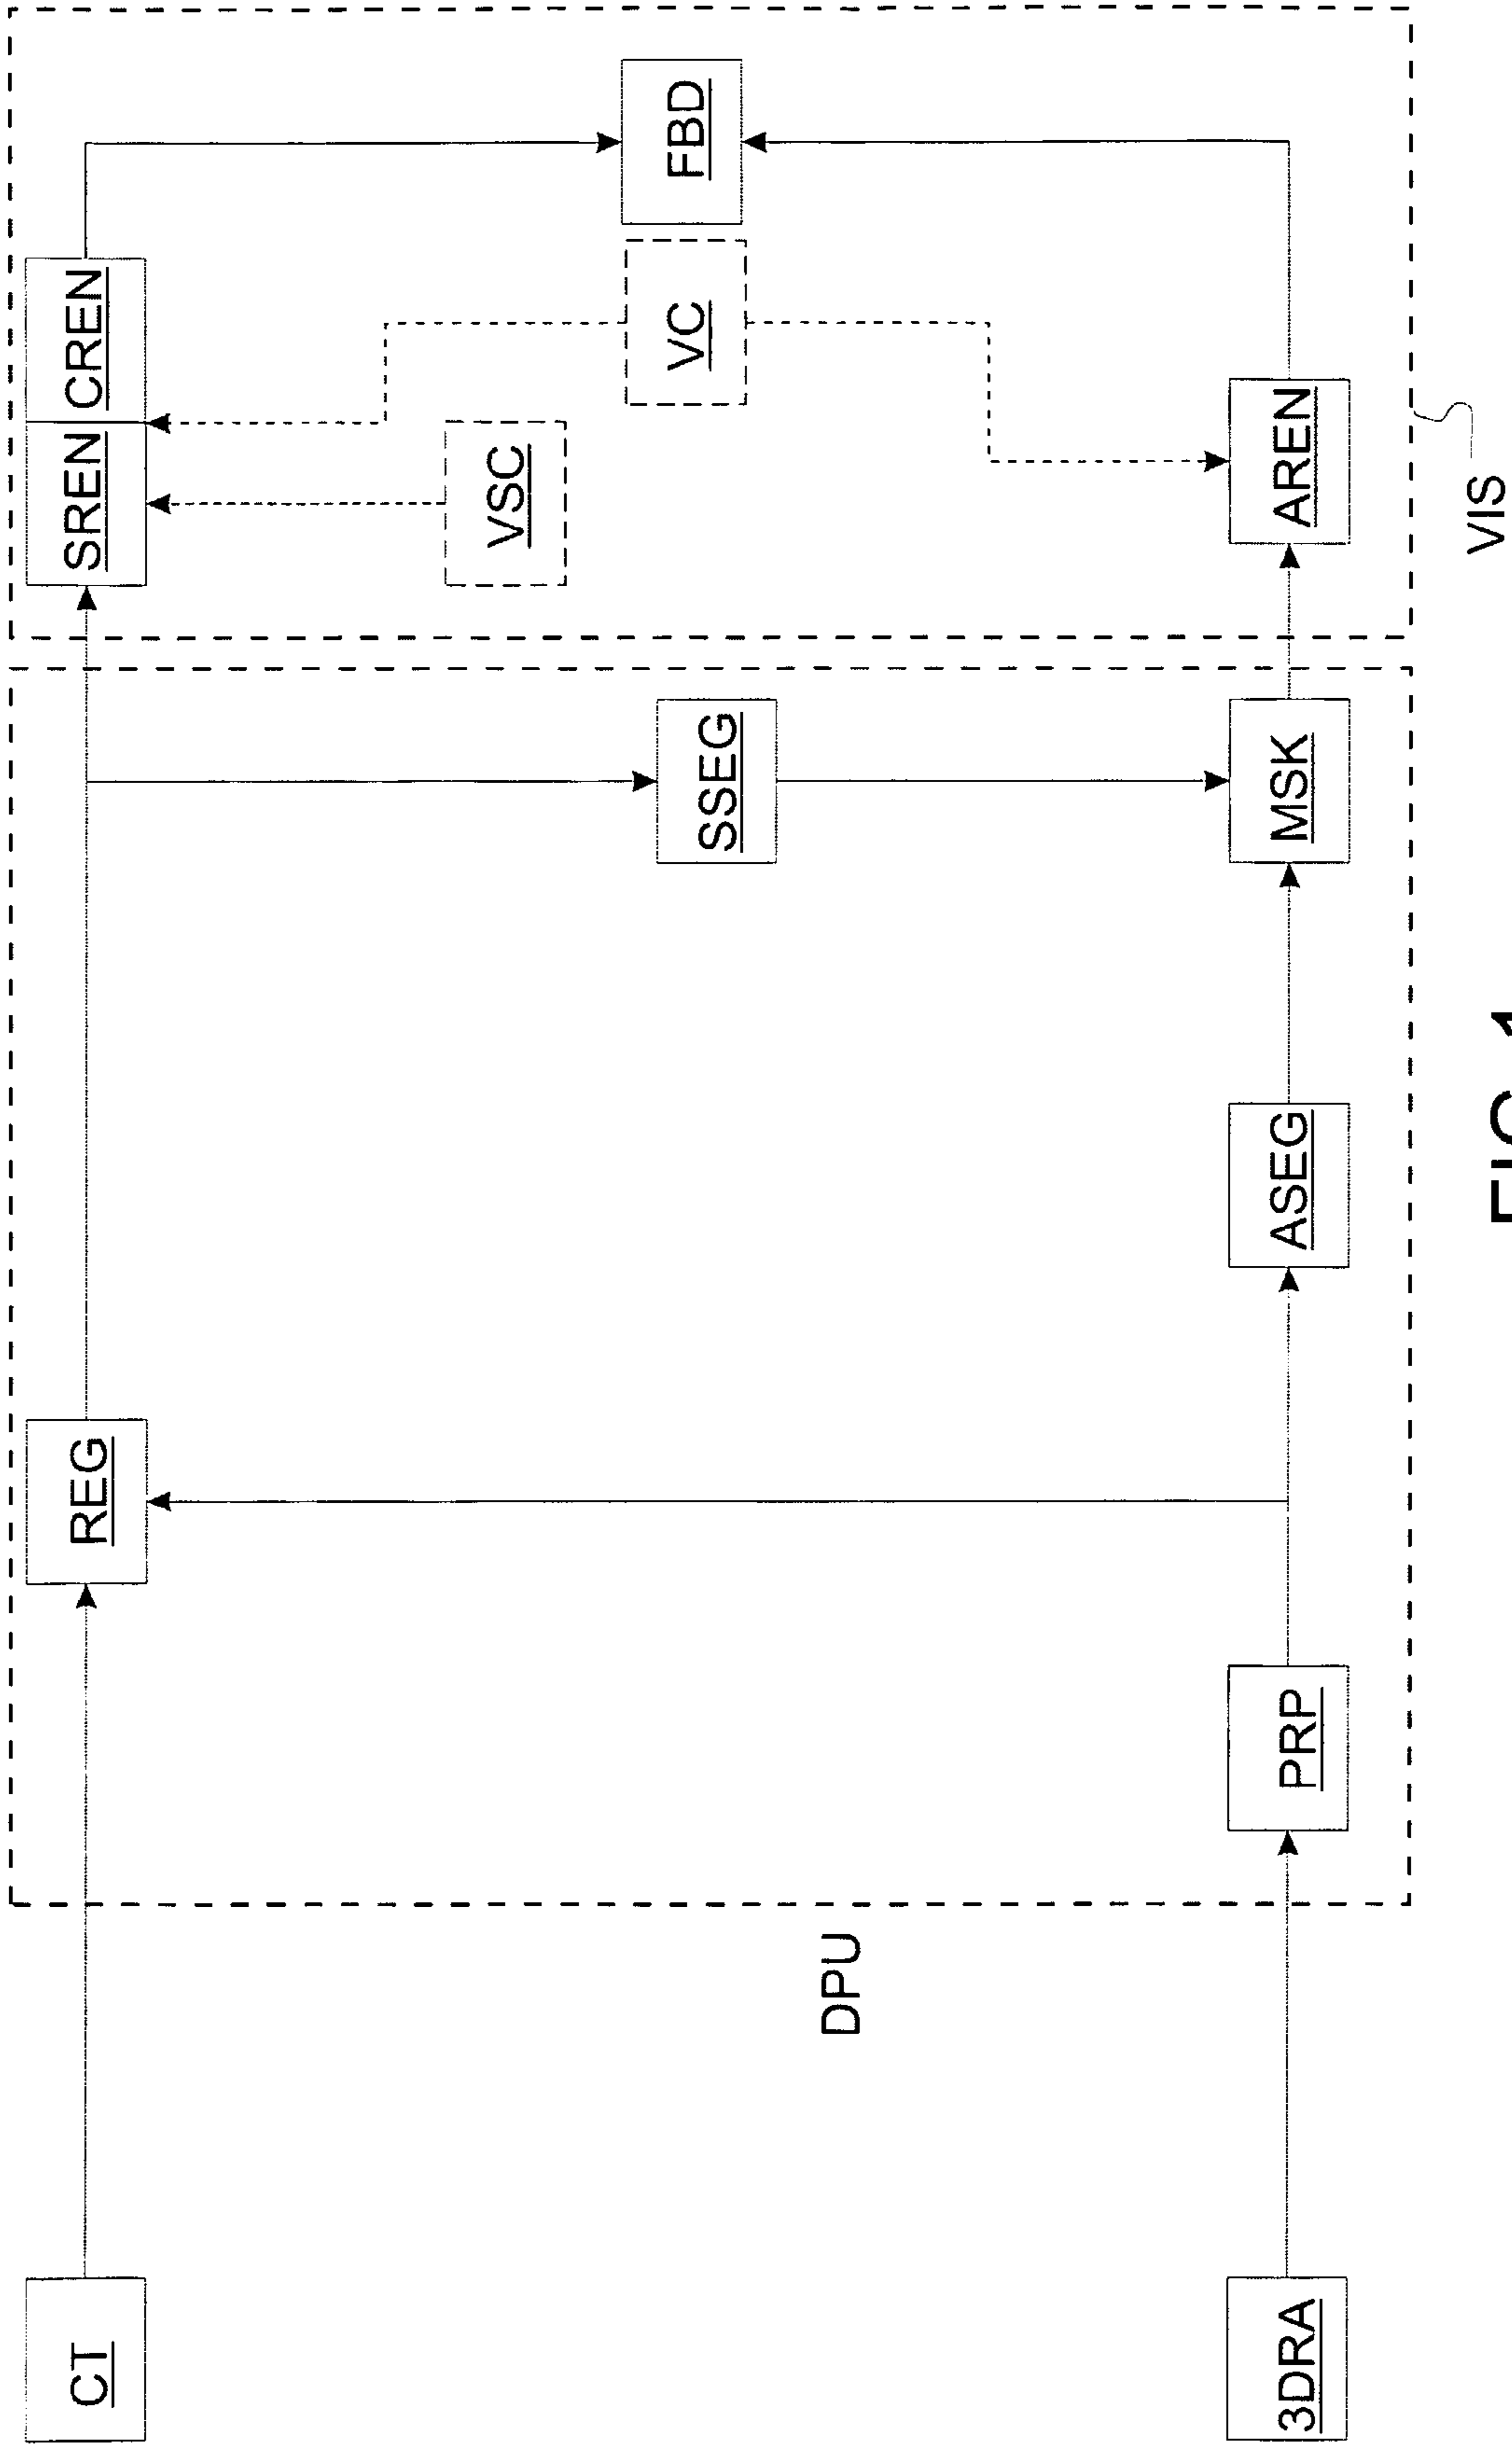 CT
REG
SREN
CREN
VSC
VC
FBD
SSEG
DPU
3DRA
PRP
ASEG
MSK
AREN
VIS